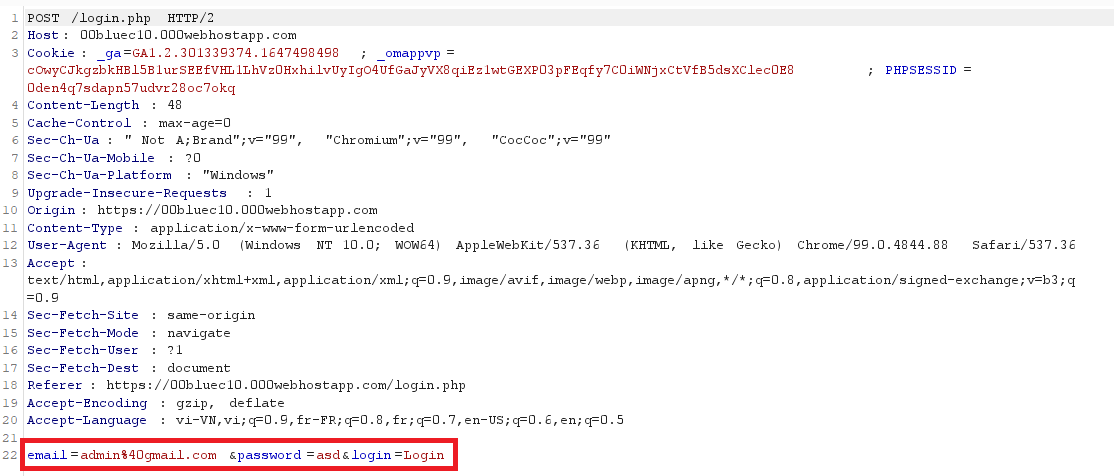 1 POST /login.php HTTP/2
2 Host : 00bluec10.000webhostapp.com
3 Cookie : _ga=GA1.2.301339374.1647498498 ; _omappvp =
cOwyCJkgzbkHBl5B1urSEEfVHL1LhVz0HxhilvUyIgO4UfGaJyVX8qiEz1wtGEXP03pFEqfy7C0iWNjxCtVfB5dsXClec0E8 ; PHPSESSID =
0den4q7sdapn57udvr28oc7okq
4 Content-Length : 48
5 Cache-Control : max-age=0
6 Sec-Ch-Ua : " Not A;Brand";v="99", "Chromium";v="99", "CocCoc";v="99"
7 Sec-Ch-Ua-Mobile : ?0
8 Sec-Ch-Ua-Platform : "Windows"
9 Upgrade-Insecure-Requests : 1
10 Origin : https://00bluec10.000webhostapp.com
11 Content-Type : application/x-www-form-urlencoded
12 User-Agent : Mozilla/5.0 (Windows NT 10.0; WOW64) AppleWebKit/537.36 (KHTML, like Gecko) Chrome/99.0.4844.88 Safari/537.36
13 Accept :
text/html,application/xhtml+xml,application/xml;q=0.9,image/avif,image/webp,image/apng,*/*;q=0.8,application/signed-exchange;v=b3;q
=0.9
14 Sec-Fetch-Site : same-origin
15 Sec-Fetch-Mode : navigate
16 Sec-Fetch-User : ?1
17 Sec-Fetch-Dest : document
18 Referer : https://00bluec10.000webhostapp.com/login.php
19 Accept-Encoding : gzip, deflate
20 Accept-Language : vi-VN,vi;q=0.9,fr-FR;q=0.8,fr;q=0.7,en-US;q=0.6,en;q=0.5
21
22 email =admin%40gmail.com &password =asd&login =Login